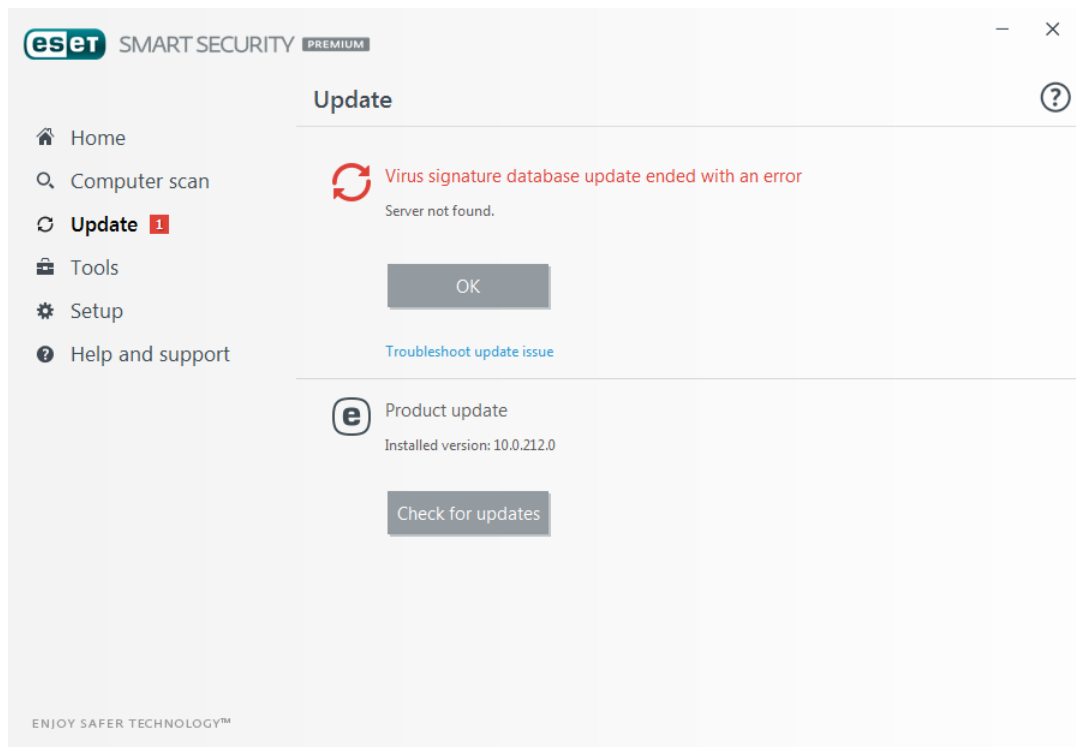 eset SMART SECURITY PREMIUM
Update
?
Home
Computer scan
Update 1
Tools
Setup
Help and support
Virus signature database update ended with an error
Server not found.
OK
Troubleshoot update issue
e
Product update
Installed version: 10.0.212.0
Check for updates
ENJOY SAFER TECHNOLOGY™